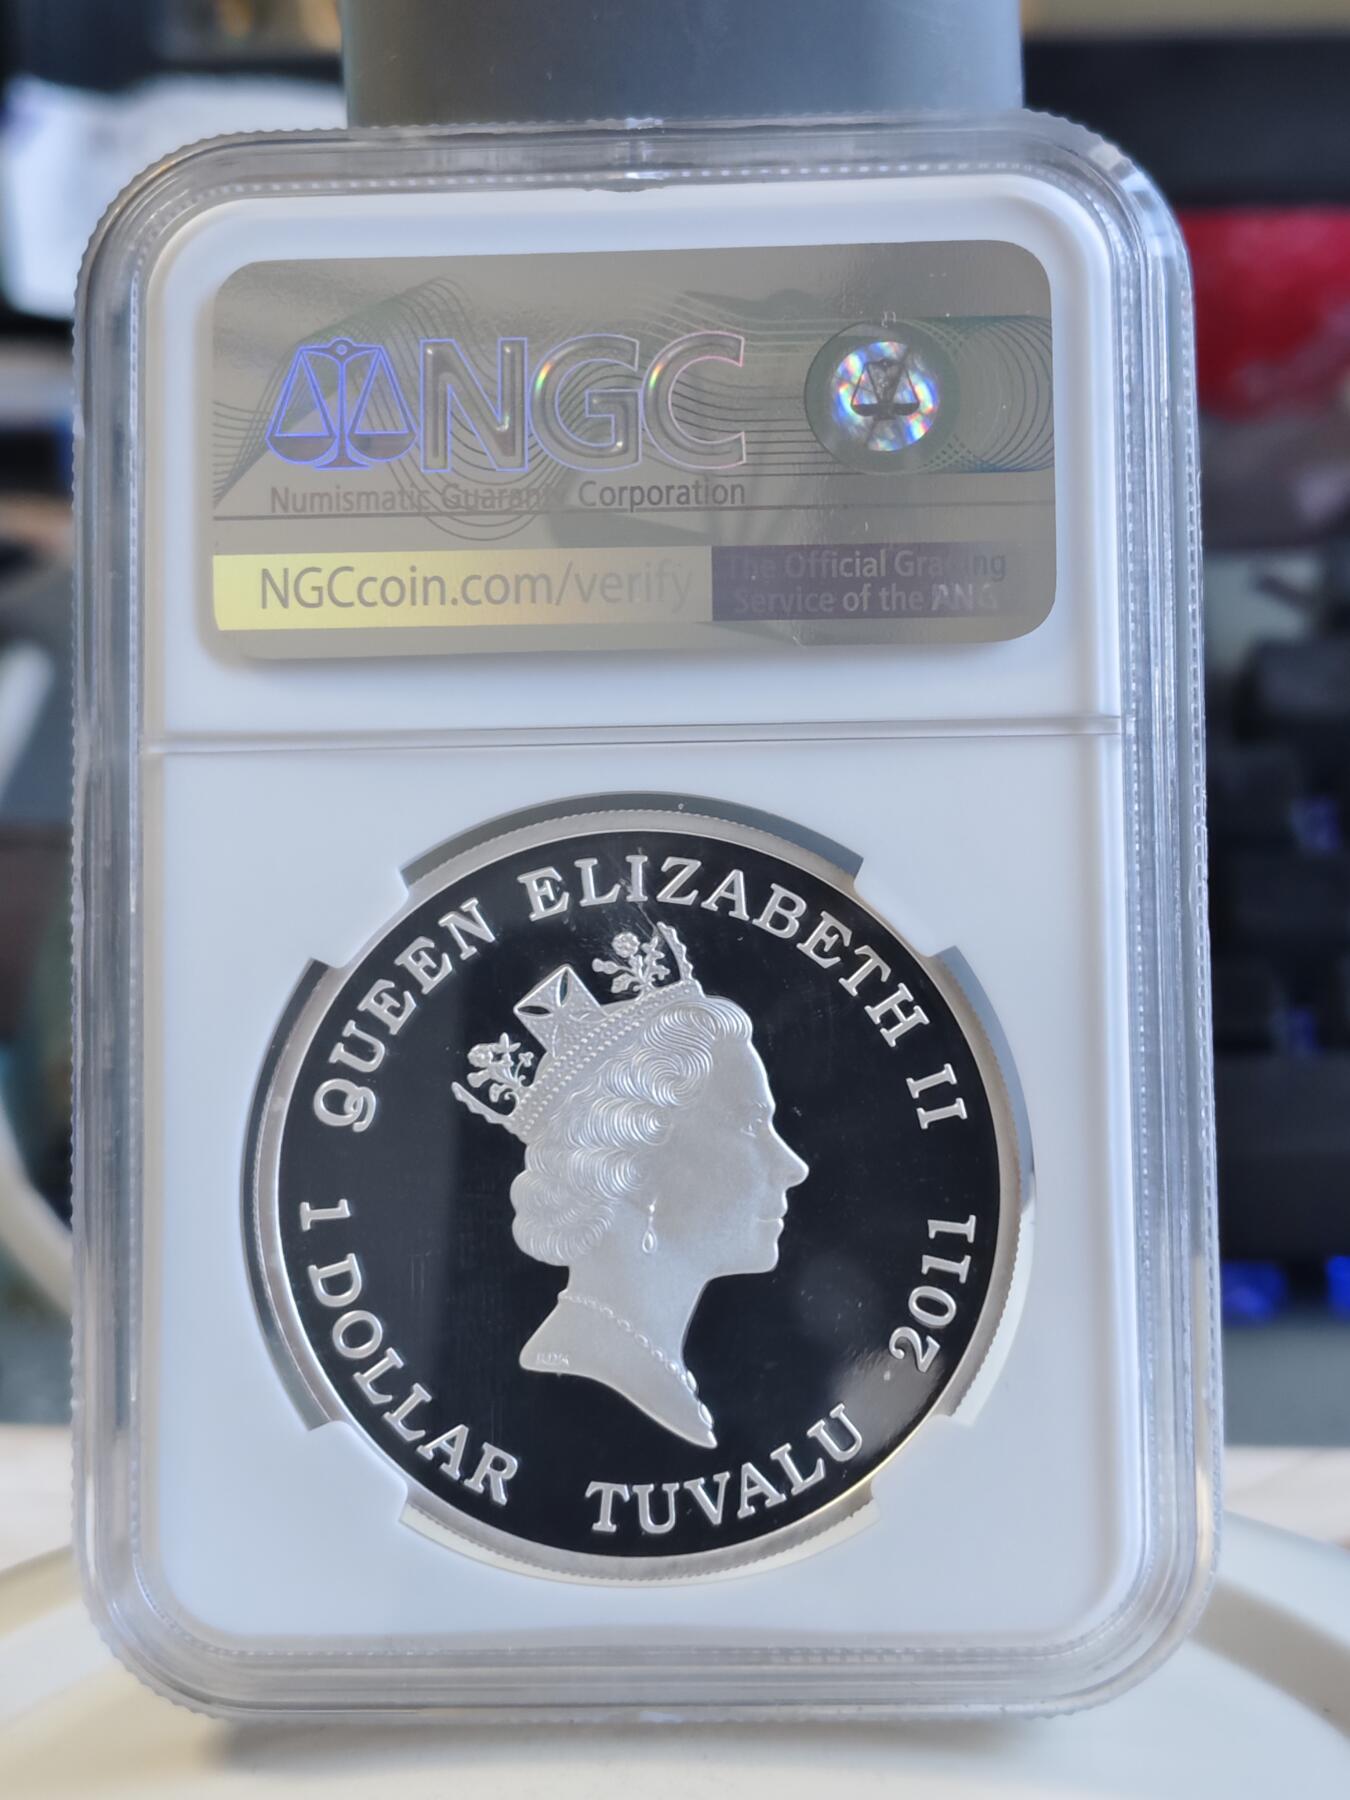 NGC
Numismatic Guaranty Corporation
NGCcoin.com/verify
The Official Grading
Service of the ANG
QUEEN ELIZABETH II
1 DOLLAR TUVALU 2011